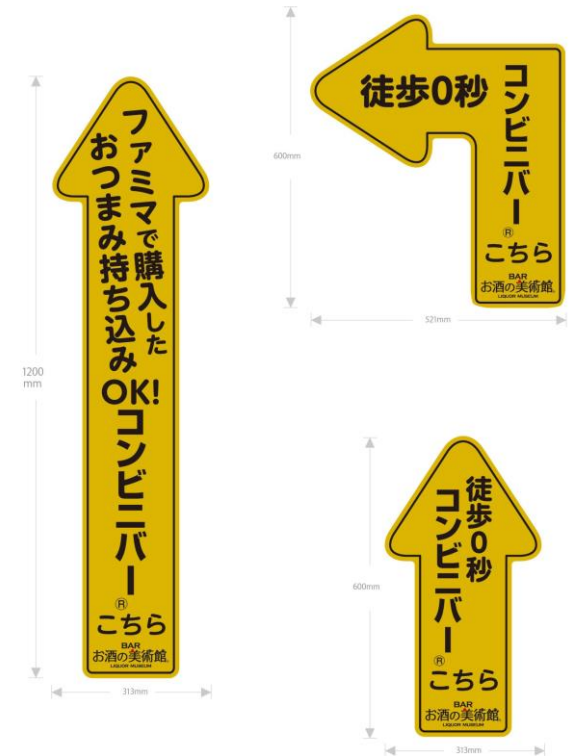 ファミマで購入した
おつまみ持ち込み
OK!
コンビニバー
®
こちら
BAR
お酒の美術館
LIQUOR MUSEUM
1200
mm
313mm
徒歩0秒
コンビニバー
®
こちら
BAR
お酒の美術館
LIQUOR MUSEUM
600mm
521mm
徒歩0秒
コンビニバー
®
こちら
BAR
お酒の美術館
LIQUOR MUSEUM
600mm
313mm